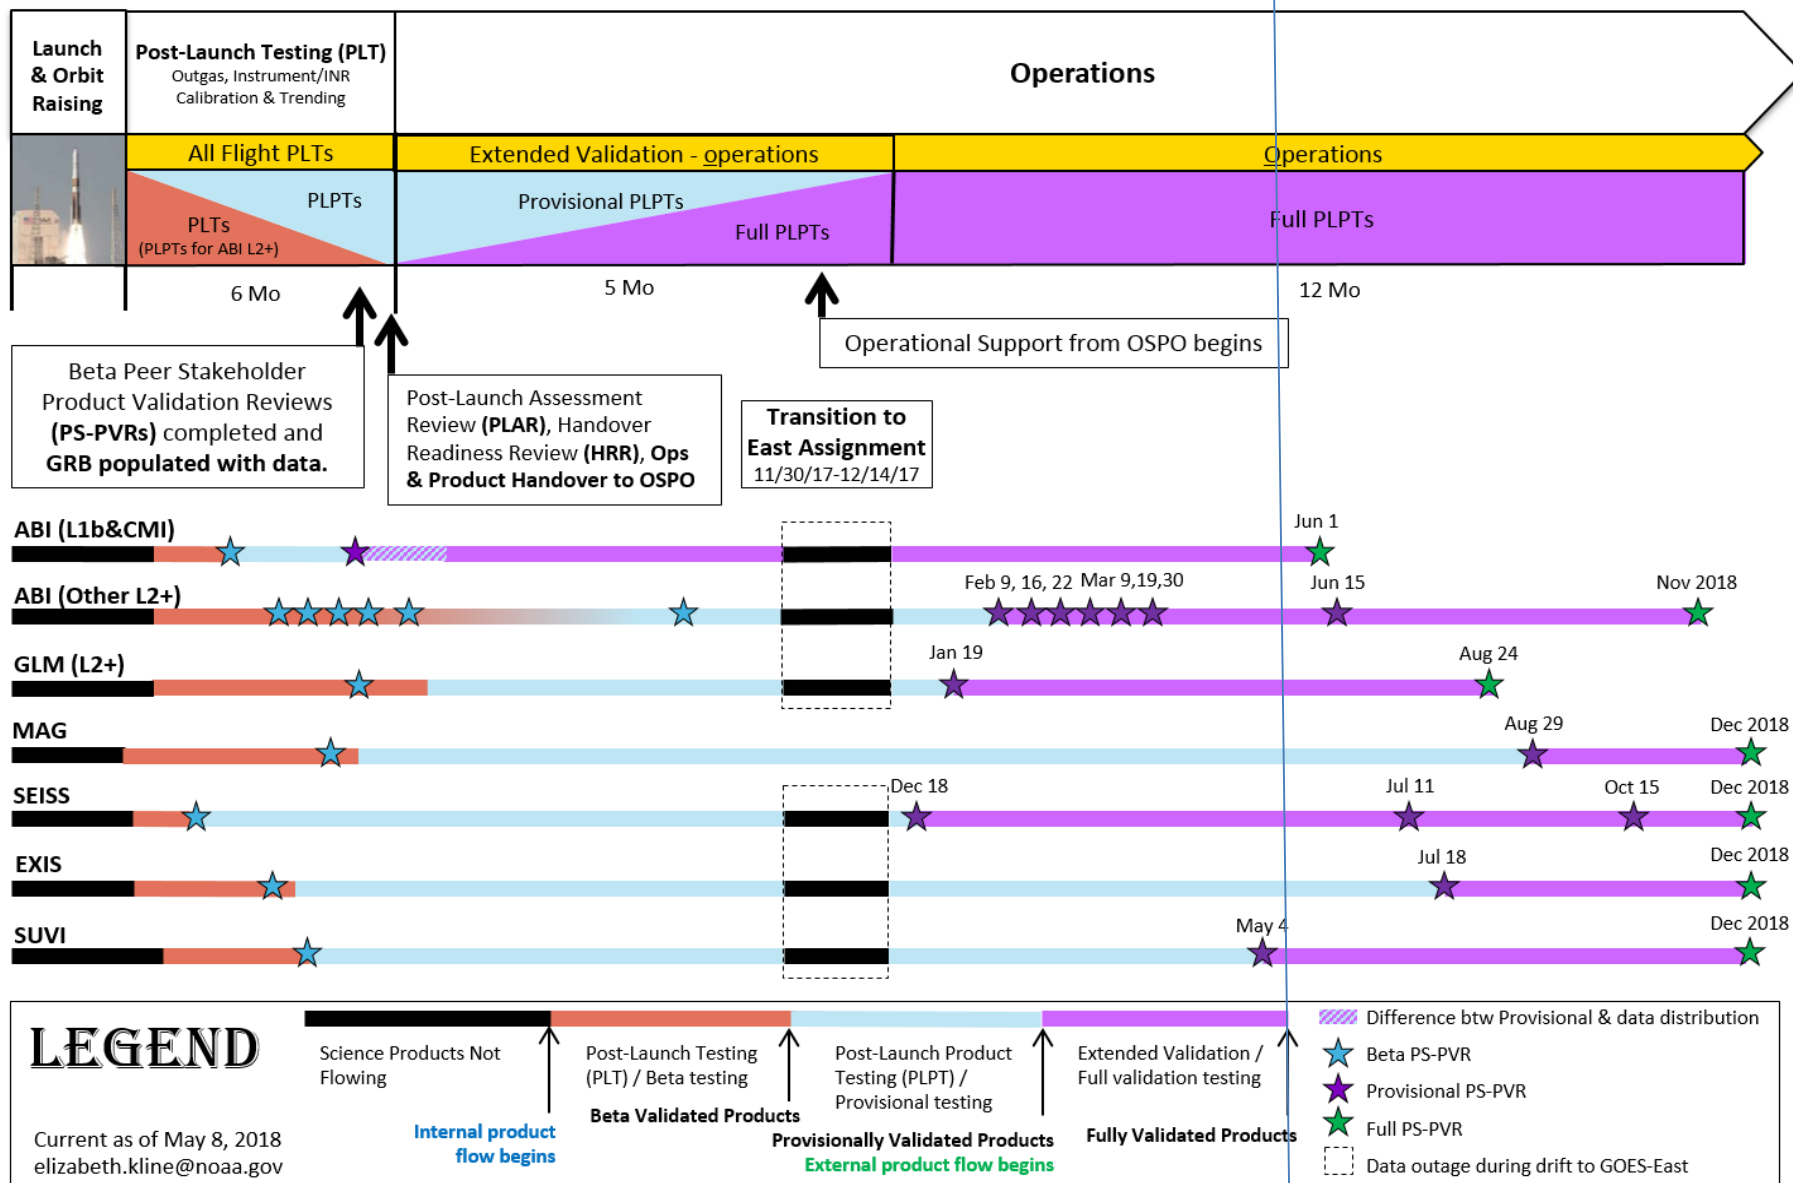 Launch
& Orbit
Raising
Post-Launch Testing (PLT)
Outgas, Instrument/INR
Calibration & Trending
Operations
All Flight PLTs
Extended Validation - operations
Operations
PLPTs
PLTs
(PLPTs for ABI L2+)
Provisional PLPTs
Full PLPTs
Full PLPTs
6 Mo
5 Mo
12 Mo
Beta Peer Stakeholder
Product Validation Reviews
(PS-PVRs) completed and
GRB populated with data.
Post-Launch Assessment
Review (PLAR), Handover
Readiness Review (HRR), Ops
& Product Handover to OSPO
Operational Support from OSPO begins
Transition to
East Assignment
11/30/17-12/14/17
ABI (L1b&CMI)
Jun 1
ABI (Other L2+)
Feb 9, 16, 22
Mar 9,19,30
Jun 15
Nov 2018
GLM (L2+)
Jan 19
Aug 24
MAG
Aug 29
Dec 2018
SEISS
Dec 18
Jul 11
Oct 15
Dec 2018
EXIS
Jul 18
Dec 2018
SUVI
May 4
Dec 2018
LEGEND
Current as of May 8, 2018
elizabeth.kline@noaa.gov
Science Products Not
Flowing
Internal product
flow begins
Post-Launch Testing
(PLT) / Beta testing
Beta Validated Products
Post-Launch Product
Testing (PLPT) /
Provisional testing
Provisionally Validated Products
External product flow begins
Extended Validation /
Full validation testing
Fully Validated Products
Difference btw Provisional & data distribution
Beta PS-PVR
Provisional PS-PVR
Full PS-PVR
Data outage during drift to GOES-East